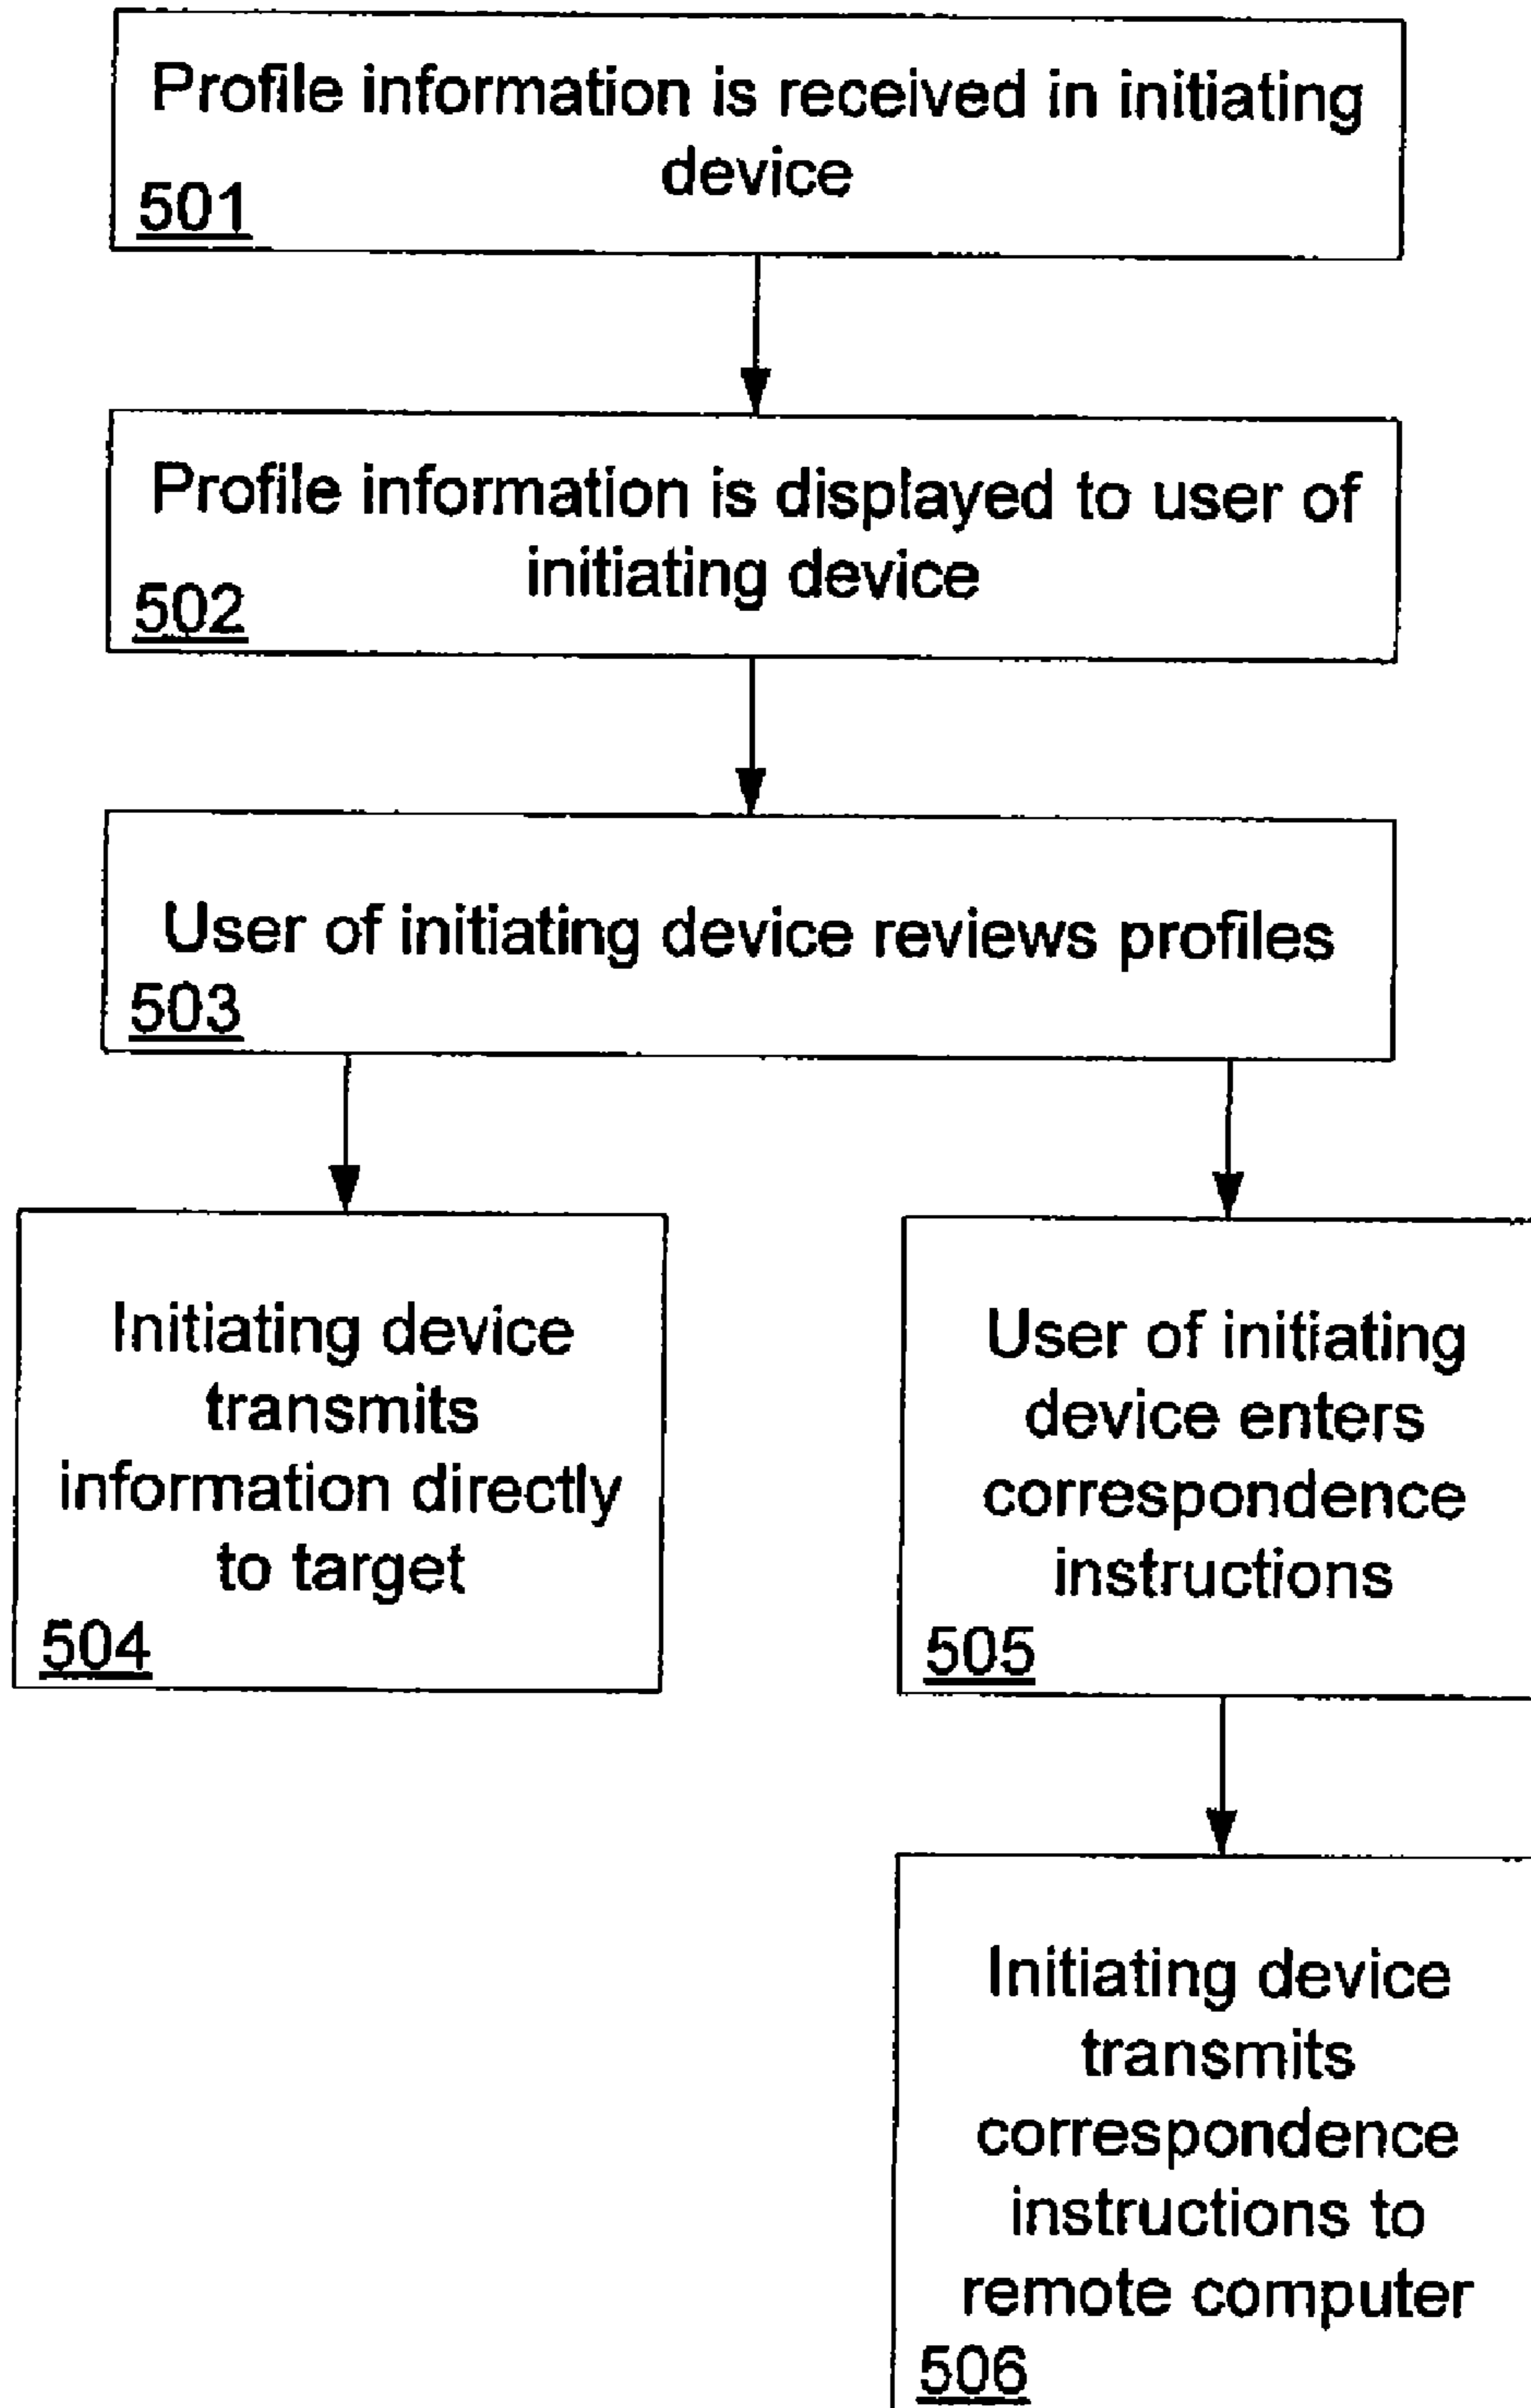 Profile information is received in initiating
device
501
Profile information is displayed to user of
initiating device
502
User of initiating device reviews profiles
503
Initiating device
transmits
information directly
to target
504
User of initiating
device enters
correspondence
instructions
505
Initiating device
transmits
correspondence
instructions to
remote computer
506